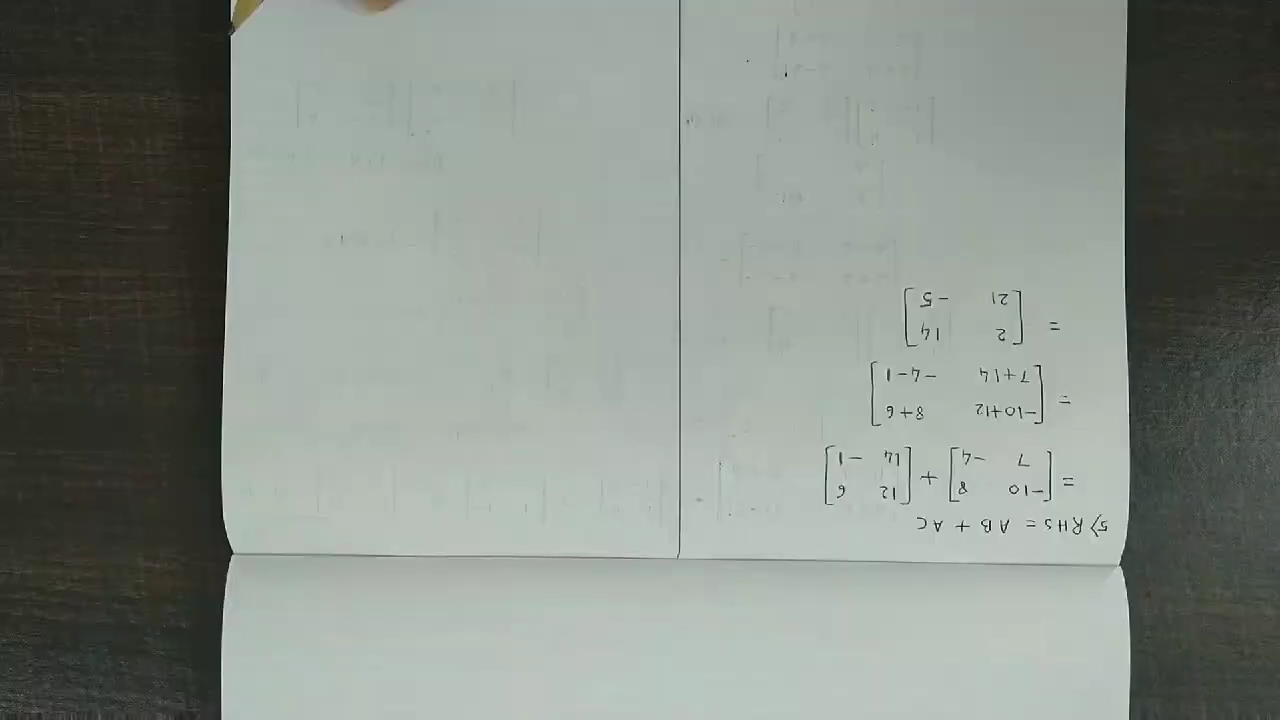 5) RHS = AB + AC
= [-10 8
7 -4] + [12 6
14 -1]
= [-10+12 8+6
7+14 -4-1]
= [2 14
21 -5]